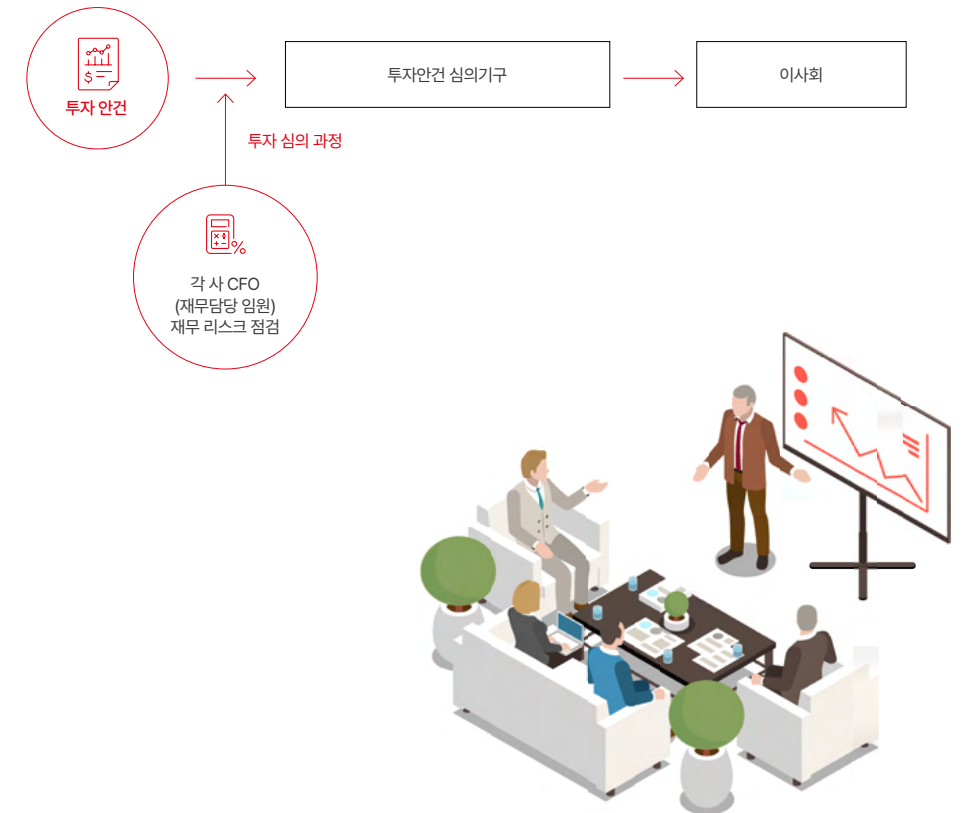 $
투자 안건
투자안건 심의기구
이사회
투자 심의 과정
%
각 사 CFO
(재무담당 임원)
재무 리스크 점검